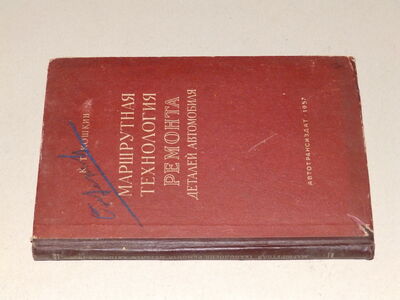 МАРШРУТНАЯ
ТЕХНОЛОГИЯ
РЕМОНТА
ДЕТАЛЕЙ АВТОМОБИЛЯ
АВТОТРАНСИЗДАТ 1957